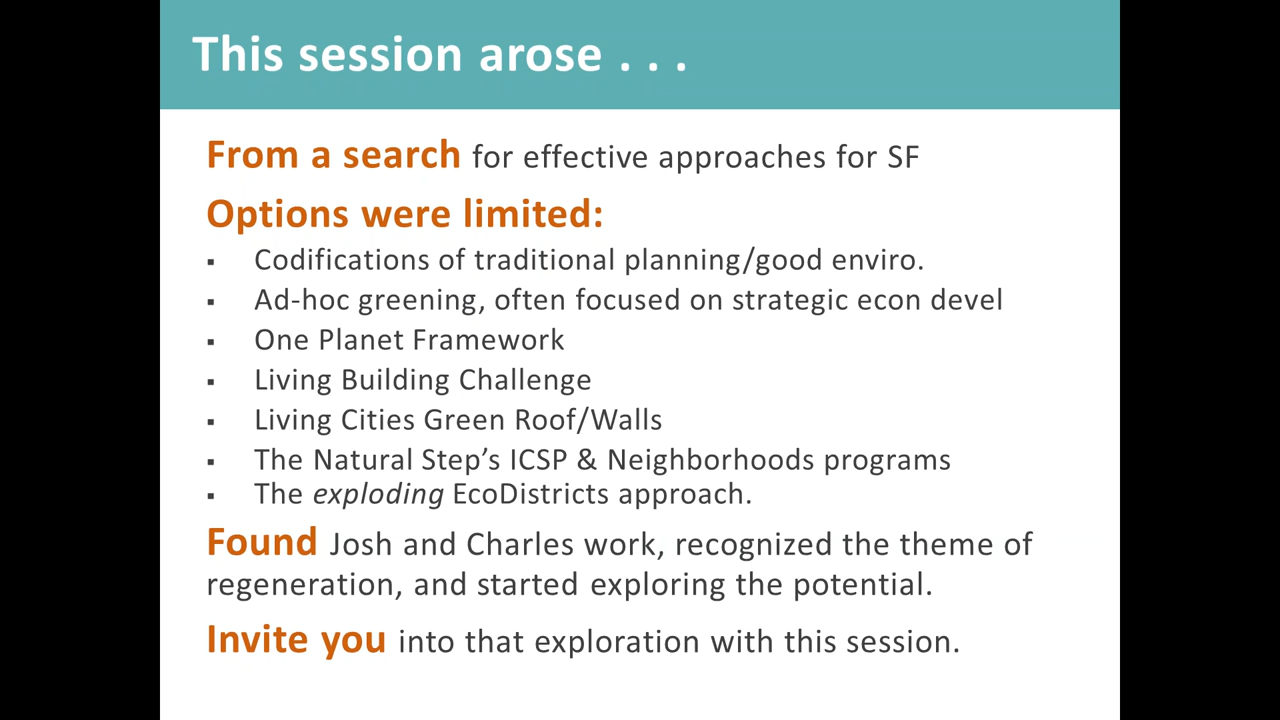 This session arose . . .
From a search for effective approaches for SF
Options were limited:
▪ Codifications of traditional planning/good enviro.
▪ Ad-hoc greening, often focused on strategic econ devel
▪ One Planet Framework
▪ Living Building Challenge
▪ Living Cities Green Roof/Walls
▪ The Natural Step’s ICSP & Neighborhoods programs
▪ The exploding EcoDistricts approach.
Found Josh and Charles work, recognized the theme of
regeneration, and started exploring the potential.
Invite you into that exploration with this session.